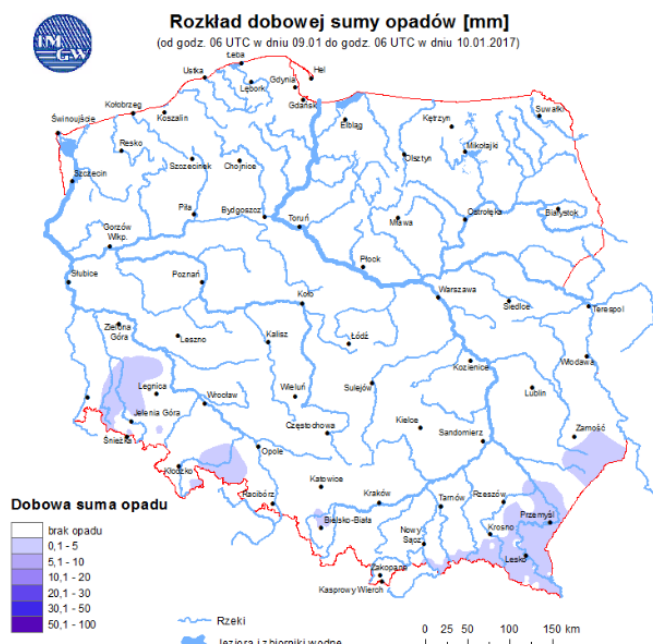 IM
GW
Rozkład dobowej sumy opadów [mm]
(od godz. 06 UTC w dniu 09.01 do godz. 06 UTC w dniu 10.01.2017)
Łeba
Hel
Ustka
Gdynia
Lębork
Gdańsk
Suwałki
Kołobrzeg
Koszalin
Świnoujście
Elbląg
Kętrzyn
Resko
Mikołajki
Szczecinek
Chojnice
Olsztyn
Szczecin
Piła
Bydgoszcz
Ostrołęka
Białystok
Toruń
Mława
Gorzów
Wlkp.
Płock
Słubice
Poznań
Warszawa
Koło
Siedlce
Terespol
Zielona
Góra
Leszno
Kalisz
Łódź
Włodawa
Kozienice
Legnica
Wieluń
Sulejów
Lublin
Wrocław
Jelenia Góra
Częstochowa
Kielce
Zamość
Śnieżka
Sandomierz
Opole
Kłodzko
Katowice
Racibórz
Kraków
Tarnów
Rzeszów
Przemyśl
Bielsko-Biała
Nowy
Sącz
Krosno
Lesko
Zakopane
Kasprowy Wierch
Dobowa suma opadu
brak opadu
0,1 - 5
5,1 - 10
10,1 - 20
20,1 - 30
30,1 - 50
50,1 - 100
Rzeki
Jeziora i zbiorniki wodne
0 25 50 100 150 km